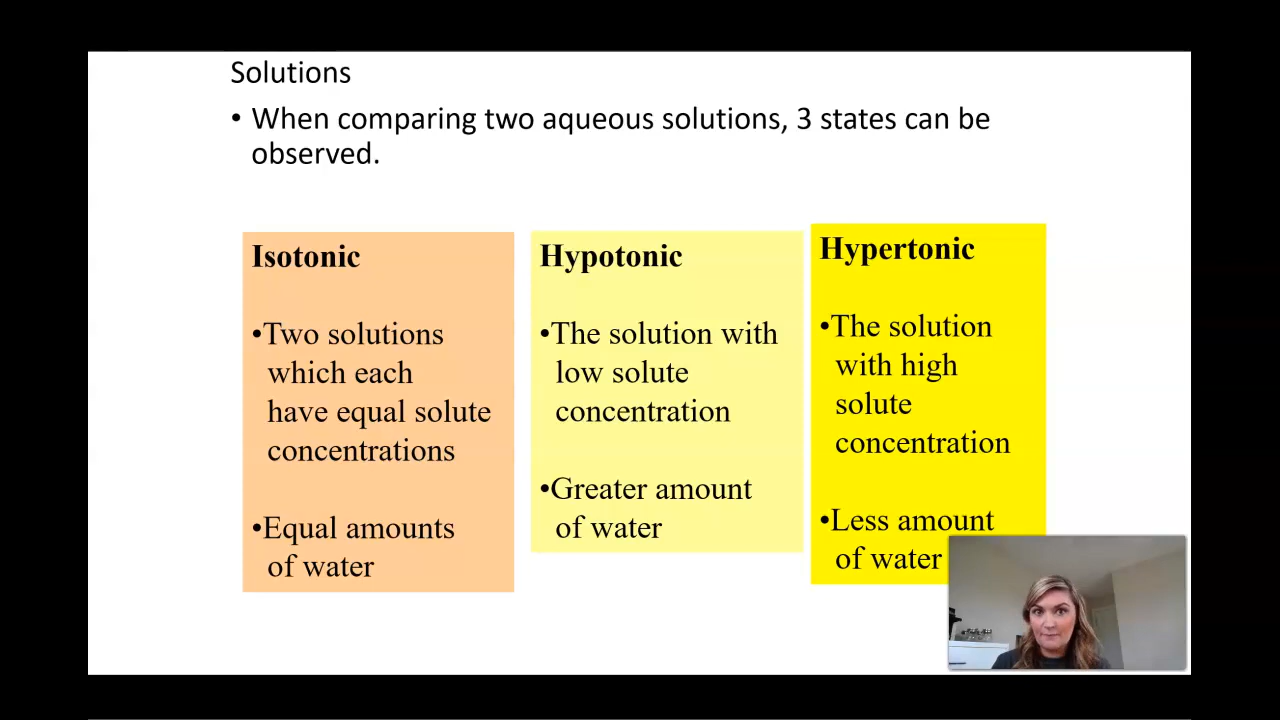 Solutions
• When comparing two aqueous solutions, 3 states can be
observed.
Isotonic
•Two solutions
which each
have equal solute
concentrations
•Equal amounts
of water
Hypotonic
•The solution with
low solute
concentration
•Greater amount
of water
Hypertonic
•The solution
with high
solute
concentration
•Less amount
of water